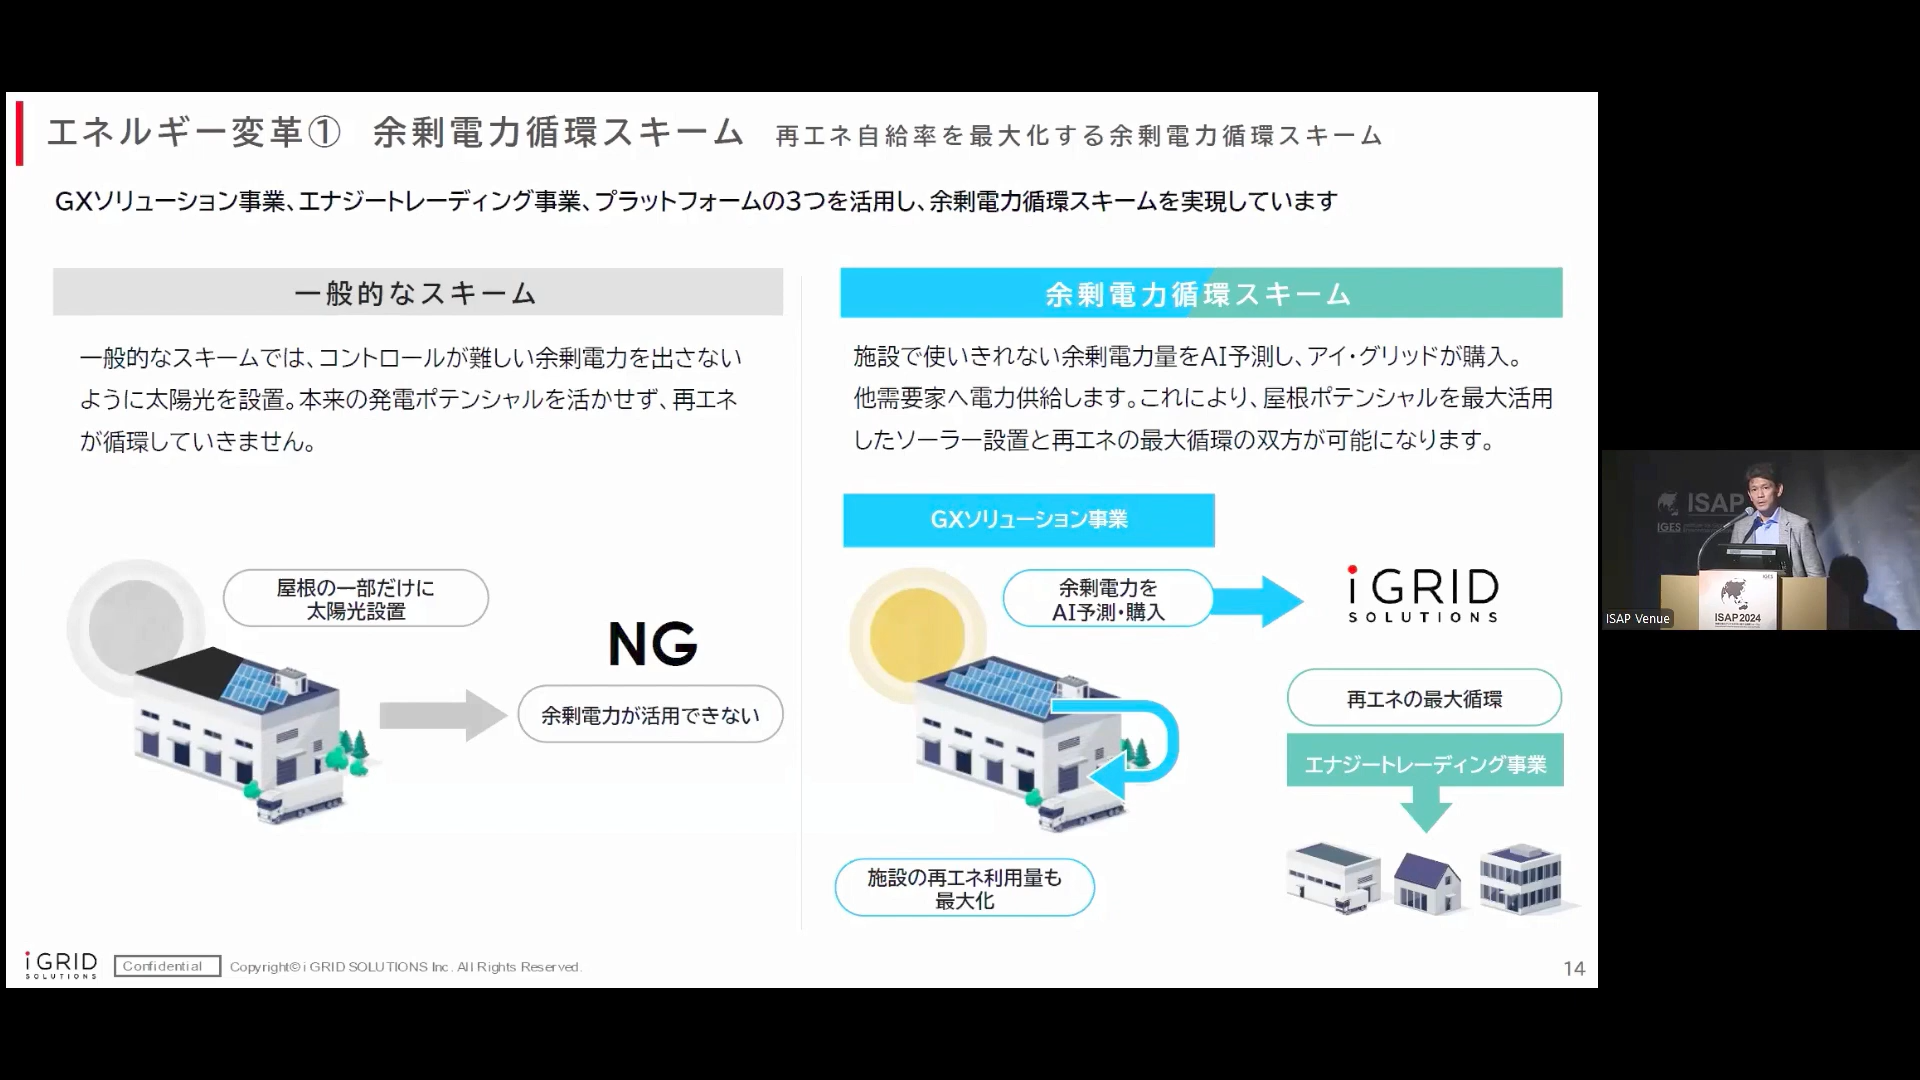 エネルギー変革① 余剰電力循環スキーム 再エネ自給率を最大化する余剰電力循環スキーム
GXソリューション事業、エナジートレーディング事業、プラットフォームの3つを活用し、余剰電力循環スキームを実現しています
一般的なスキーム
一般的なスキームでは、コントロールが難しい余剰電力を出さない
ように太陽光を設置。本来の発電ポテンシャルを活かせず、再エネ
が循環していきません。
屋根の一部だけに
太陽光設置
NG
余剰電力が活用できない
余剰電力循環スキーム
施設で使いきれない余剰電力量をAI予測し、アイ・グリッドが購入。
他需要家へ電力供給します。これにより、屋根ポテンシャルを最大活用
したソーラー設置と再エネの最大循環の双方が可能になります。
GXソリューション事業
余剰電力を
AI予測・購入
iGRID
SOLUTIONS
再エネの最大循環
エナジートレーディング事業
施設の再エネ利用量も
最大化
iGRID
SOLUTIONS
Confidential
Copyright© i GRID SOLUTIONS Inc. All Rights Reserved.
14
ISAP
IGES
ISAP2024
ISAP Venue